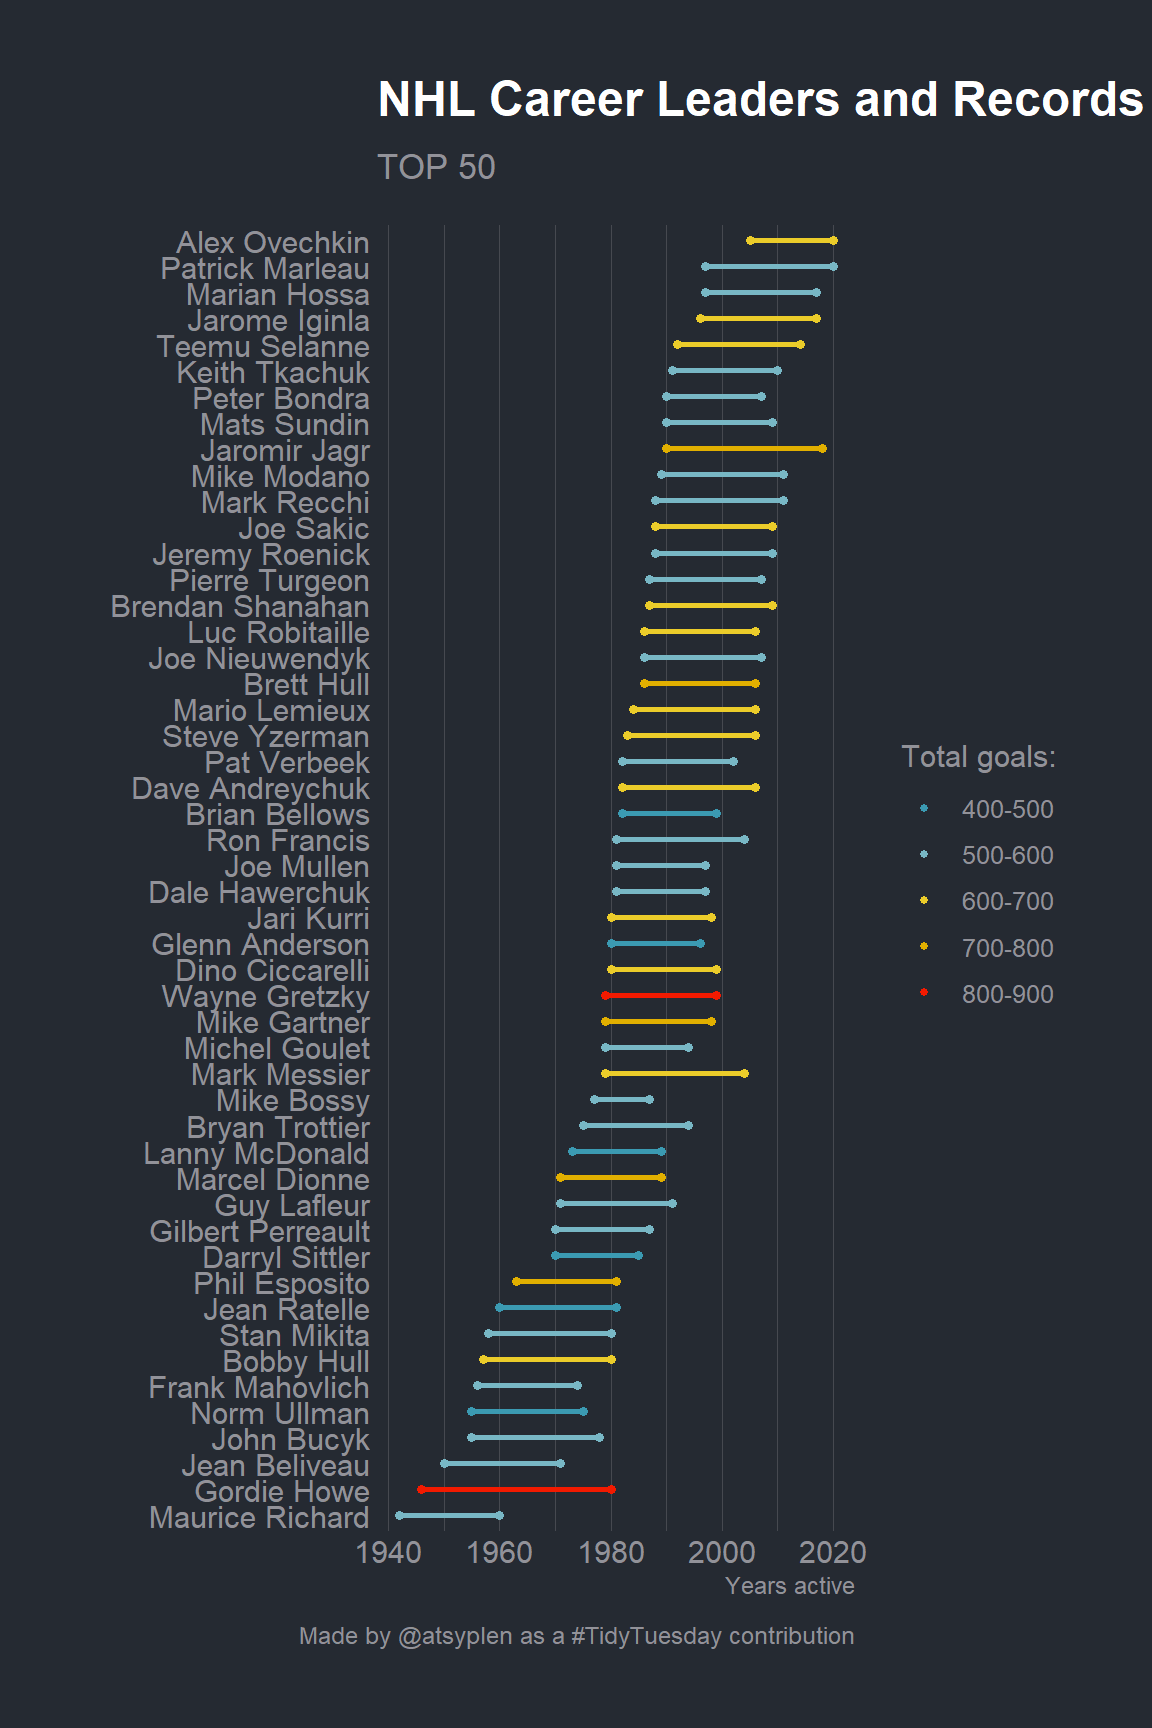 NHL Career Leaders and Records
TOP 50
Alex Ovechkin
Patrick Marleau
Marian Hossa
Jarome Iginla
Teemu Selanne
Keith Tkachuk
Peter Bondra
Mats Sundin
Jaromir Jagr
Mike Modano
Mark Recchi
Joe Sakic
Jeremy Roenick
Pierre Turgeon
Brendan Shanahan
Luc Robitaille
Joe Nieuwendyk
Brett Hull
Mario Lemieux
Steve Yzerman
Pat Verbeek
Dave Andreychuk
Brian Bellows
Ron Francis
Joe Mullen
Dale Hawerchuk
Jari Kurri
Glenn Anderson
Dino Ciccarelli
Wayne Gretzky
Mike Gartner
Michel Goulet
Mark Messier
Mike Bossy
Bryan Trottier
Lanny McDonald
Marcel Dionne
Guy Lafleur
Gilbert Perreault
Darryl Sittler
Phil Esposito
Jean Ratelle
Stan Mikita
Bobby Hull
Frank Mahovlich
Norm Ullman
John Bucyk
Jean Beliveau
Gordie Howe
Maurice Richard
1940 1960 1980 2000 2020
Years active
Total goals:
400-500
500-600
600-700
700-800
800-900
Made by @atsyplen as a #TidyTuesday contribution